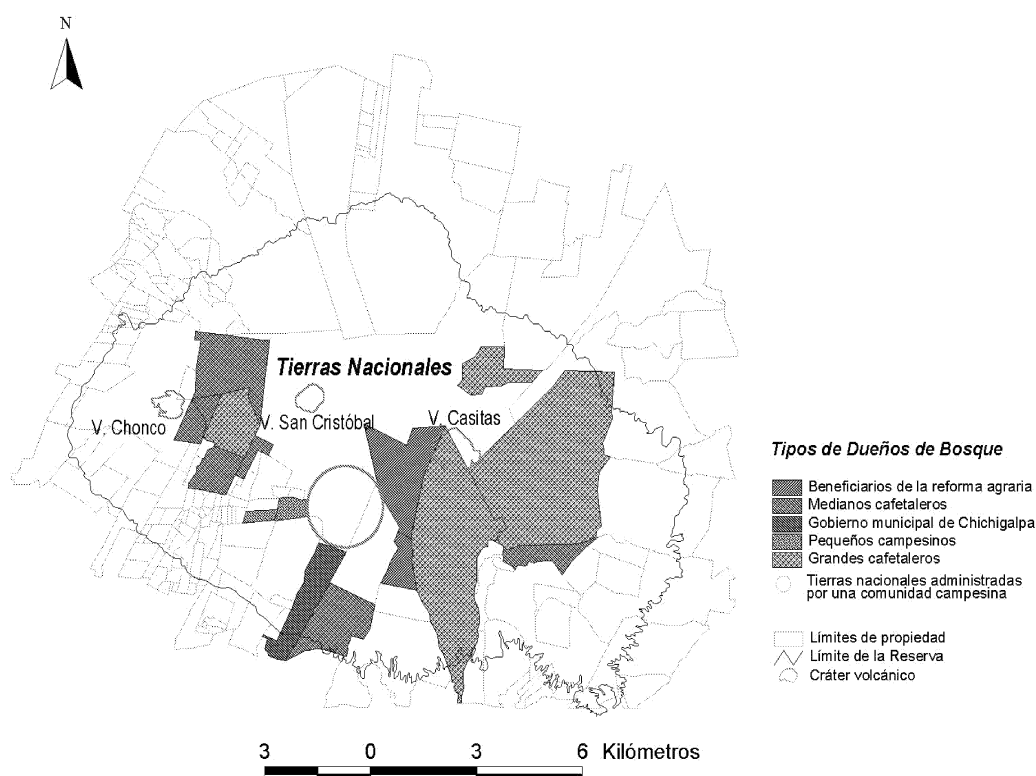 N
Tierras Nacionales
V. Chonco
V. San Cristóbal
V. Casitas
Tipos de Dueños de Bosque
Beneficiarios de la reforma agraria
Medianos cafetaleros
Gobierno municipal de Chichigalpa
Pequeños campesinos
Grandes cafetaleros
Tierras nacionales administradas
por una comunidad campesina
Límites de propiedad
Límite de la Reserva
Cráter volcánico
3 0 3 6 Kilómetros